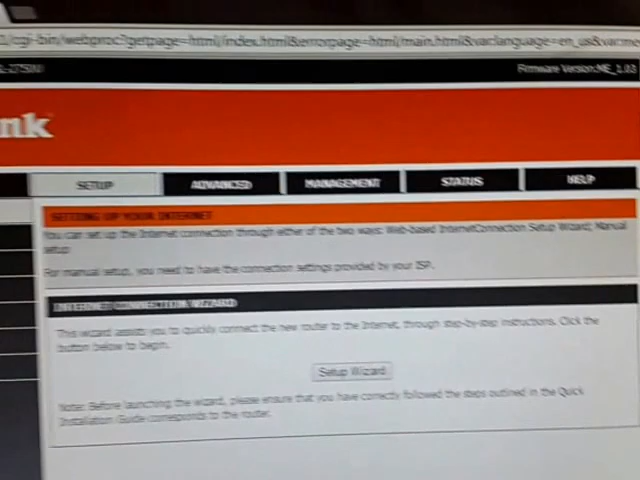 /cgi-bin/webproc?getpage=html/index.html&errorpage=html/main.html&var:language=en_us&var:m
Firmware Version:ME_1.03
nk
SETUP
ADVANCED
MANAGEMENT
STATUS
HELP
SETTING UP YOUR INTERNET
You can set up the Internet connection through either of the two ways: Web-based InternetConnection Setup Wizard; Manual
setup
For manual setup, you need to have the connection settings provided by your ISP.
INTERNET CONNECTION WIZARD
This wizard assists you to quickly connect the new router to the Internet, through step-by-step instructions. Click the
button below to begin.
Setup Wizard
Note: Before launching the wizard, please ensure that you have correctly followed the steps outlined in the Quick
Installation Guide corresponds to the router.